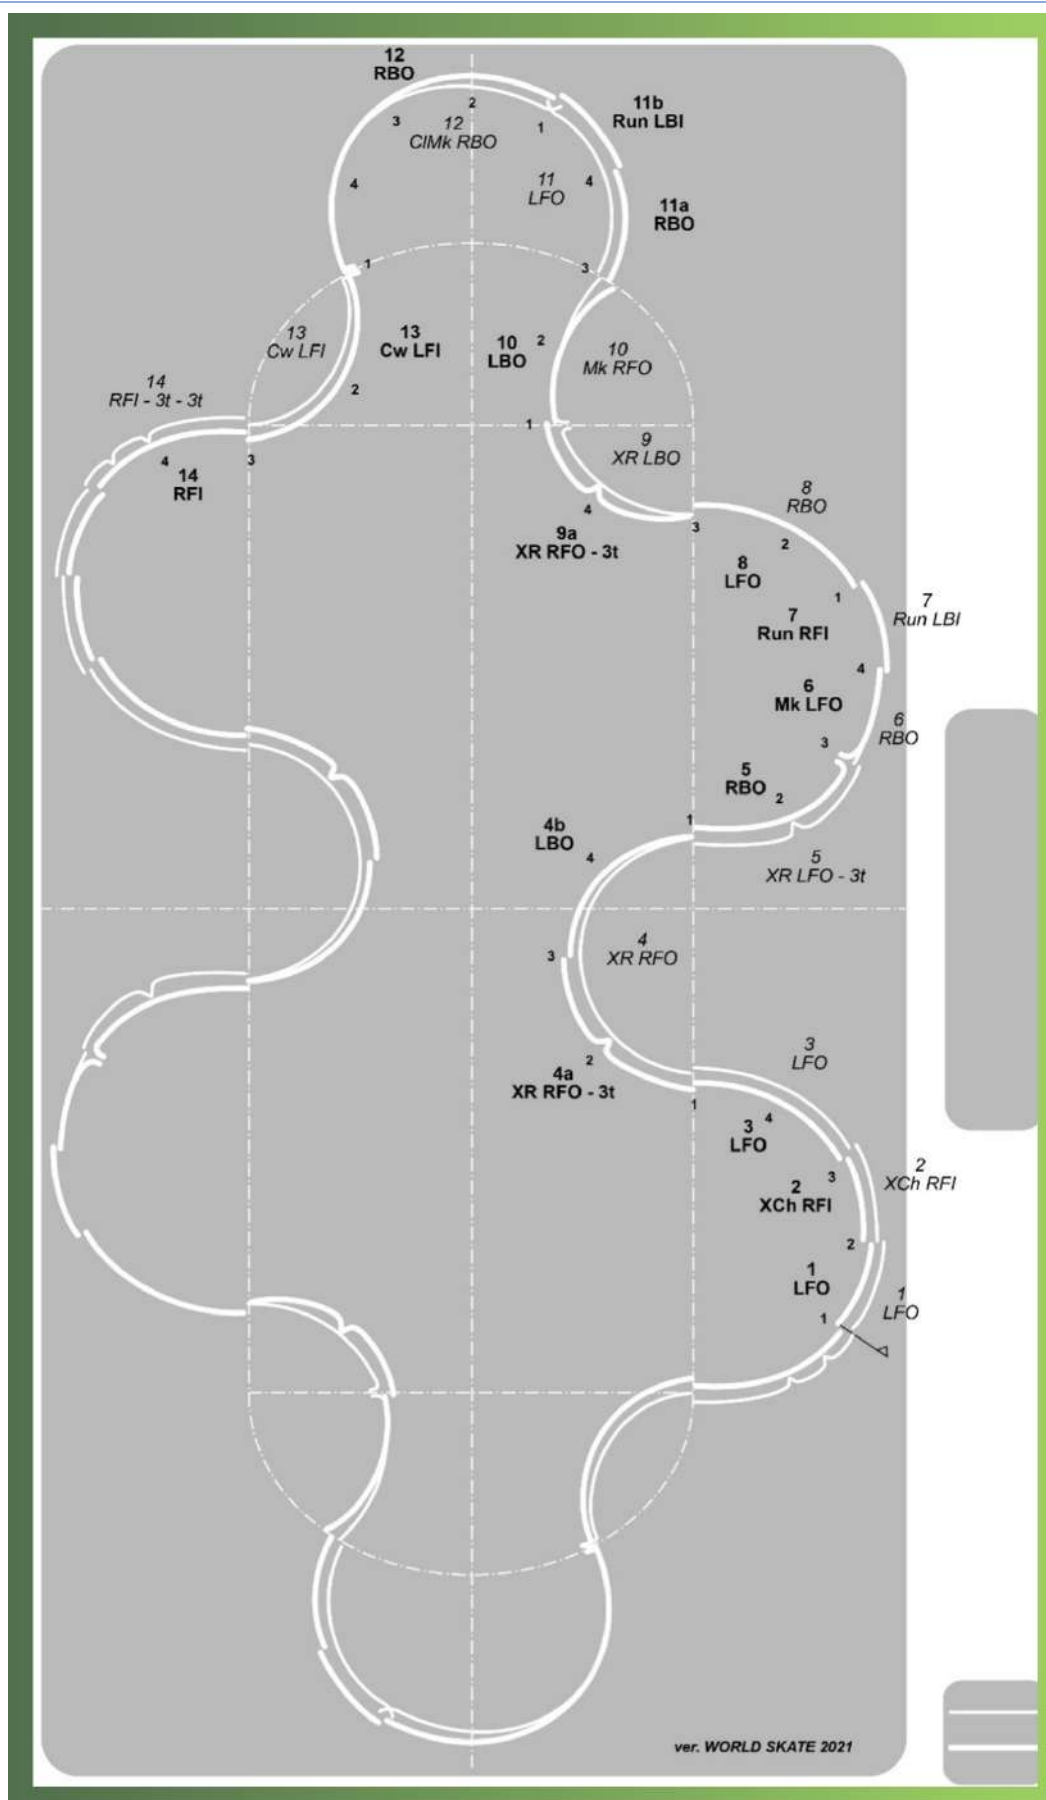 12
RBO
2
3
12
ClMk RBO
1
11b
Run LBI
4
11
LFO
4
11a
RBO
1
3
13
Cw LFI
13
Cw LFI
10
LBO
2
10
Mk RFO
14
RFI - 3t - 3t
2
1
9
XR LBO
4
14
RFI
3
8
RBO
4
9a
XR RFO - 3t
3
2
8
LFO
1
7
Run RFI
7
Run LBI
4
6
Mk LFO
6
RBO
3
5
RBO
2
1
4b
LBO
4
5
XR LFO - 3t
4
XR RFO
3
3
LFO
2
4a
XR RFO - 3t
1
4
3
LFO
3
2
XCh RFI
2
XCh RFI
2
1
LFO
1
LFO
1
ver. WORLD SKATE 2021